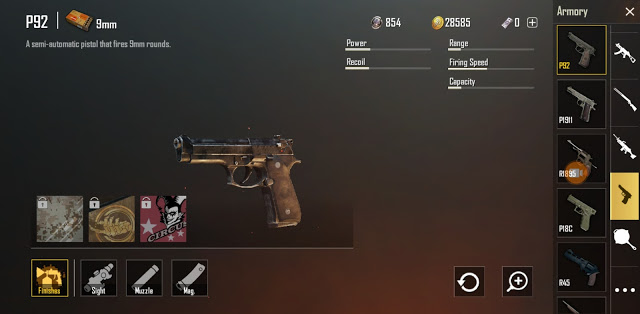 P92
9mm
854
28585
0
Armory
A semi-automatic pistol that fires 9mm rounds.
Power
Range
Recoil
Firing Speed
Capacity
P92
P1911
R1895
P18C
R45
CIRCUS
Finishes
Sight
Muzzle
Mag.